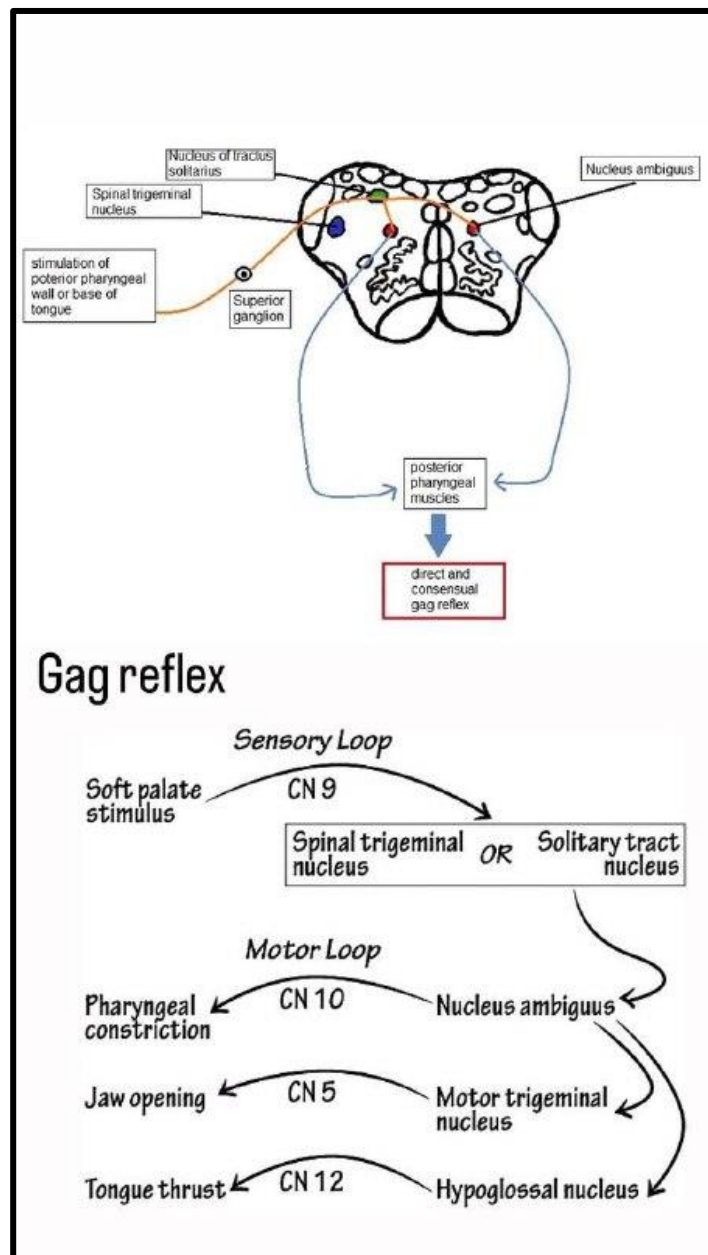 Nucleus of tractus
solitarius
Nucleus ambiguus
Spinal trigeminal
nucleus
stimulation of
poterior pharyngeal
wall or base of
tongue
Superior
ganglion
posterior
pharyngeal
muscles
direct and
consensual
gag reflex
Gag reflex
Sensory Loop
Soft palate
stimulus
CN 9
Spinal trigeminal
nucleus
OR
Solitary tract
nucleus
Motor Loop
Pharyngeal
constriction
CN 10
Nucleus ambiguus
Jaw opening
CN 5
Motor trigeminal
nucleus
Tongue thrust
CN 12
Hypoglossal nucleus